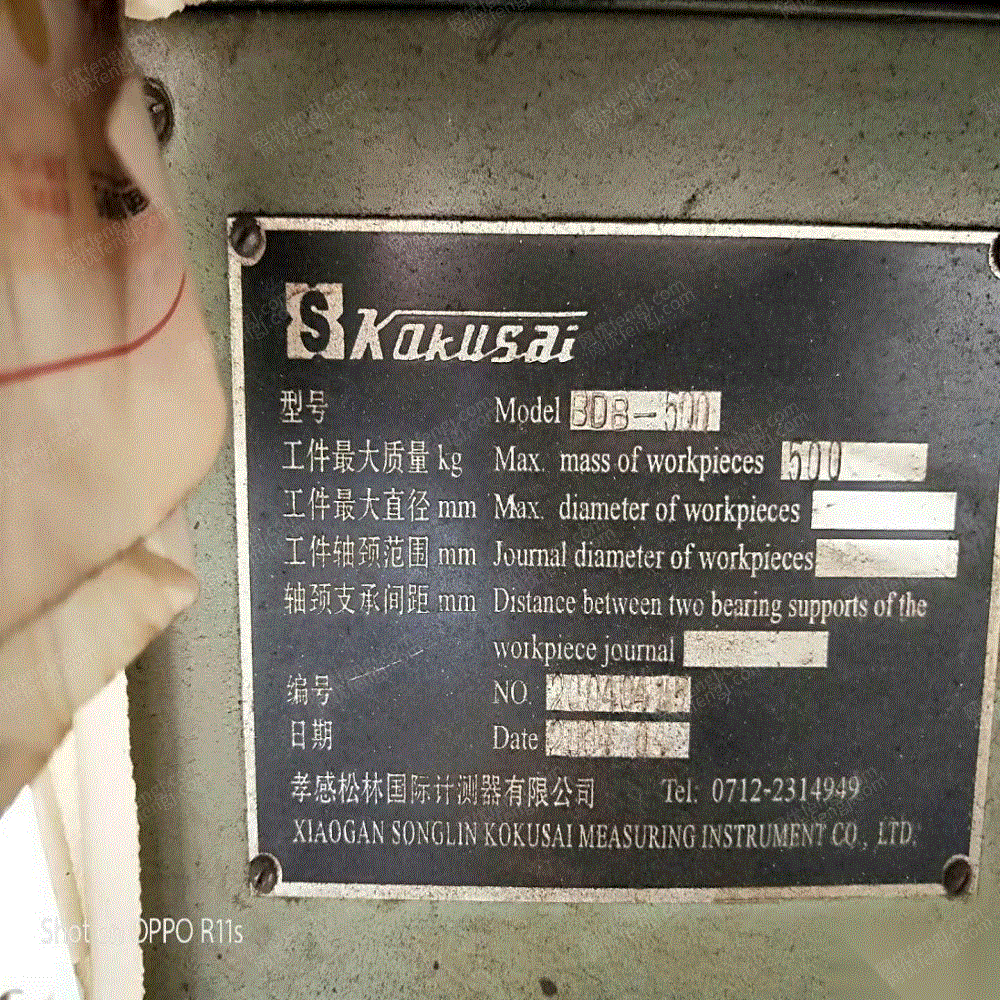 S Kokusai
型号 Model BDB-500
工件最大质量 kg Max. mass of workpieces 500
工件最大直径 mm Max. diameter of workpieces
工件轴颈范围 mm Journal diameter of workpieces
轴颈支承间距 mm Distance between two bearing supports of the
workpiece journal
编号 NO.
日期 Date
孝感松林国际计测器有限公司 Tel: 0712-2314949
XIAOGAN SONGLIN KOKUSAI MEASURING INSTRUMENT CO., LTD.
Shot on OPPO R11s